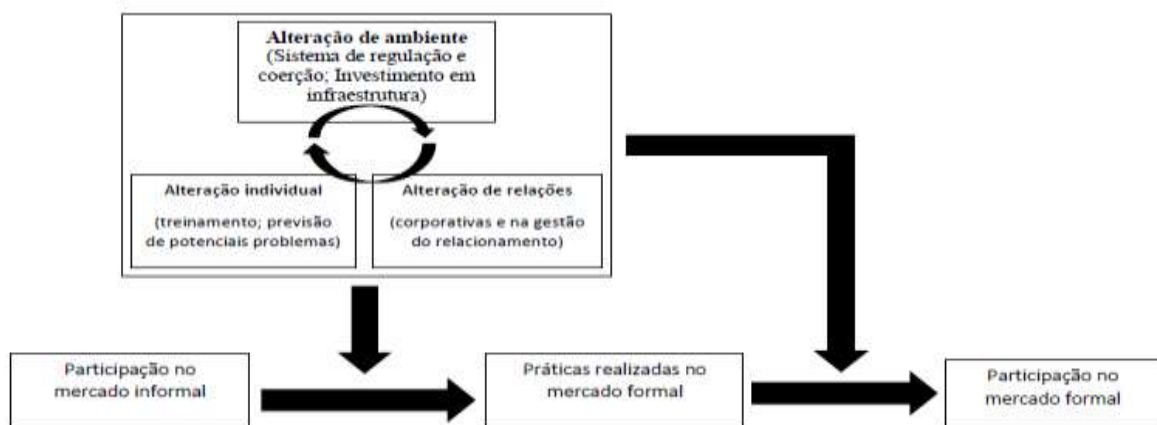 Alteração de ambiente
(Sistema de regulação e
coerção; Investimento em
infraestrutura)
Alteração individual
(treinamento; previsão
de potenciais problemas)
Alteração de relações
(corporativas e na gestão
do relacionamento)
Participação no
mercado informal
Práticas realizadas no
mercado formal
Participação no
mercado formal